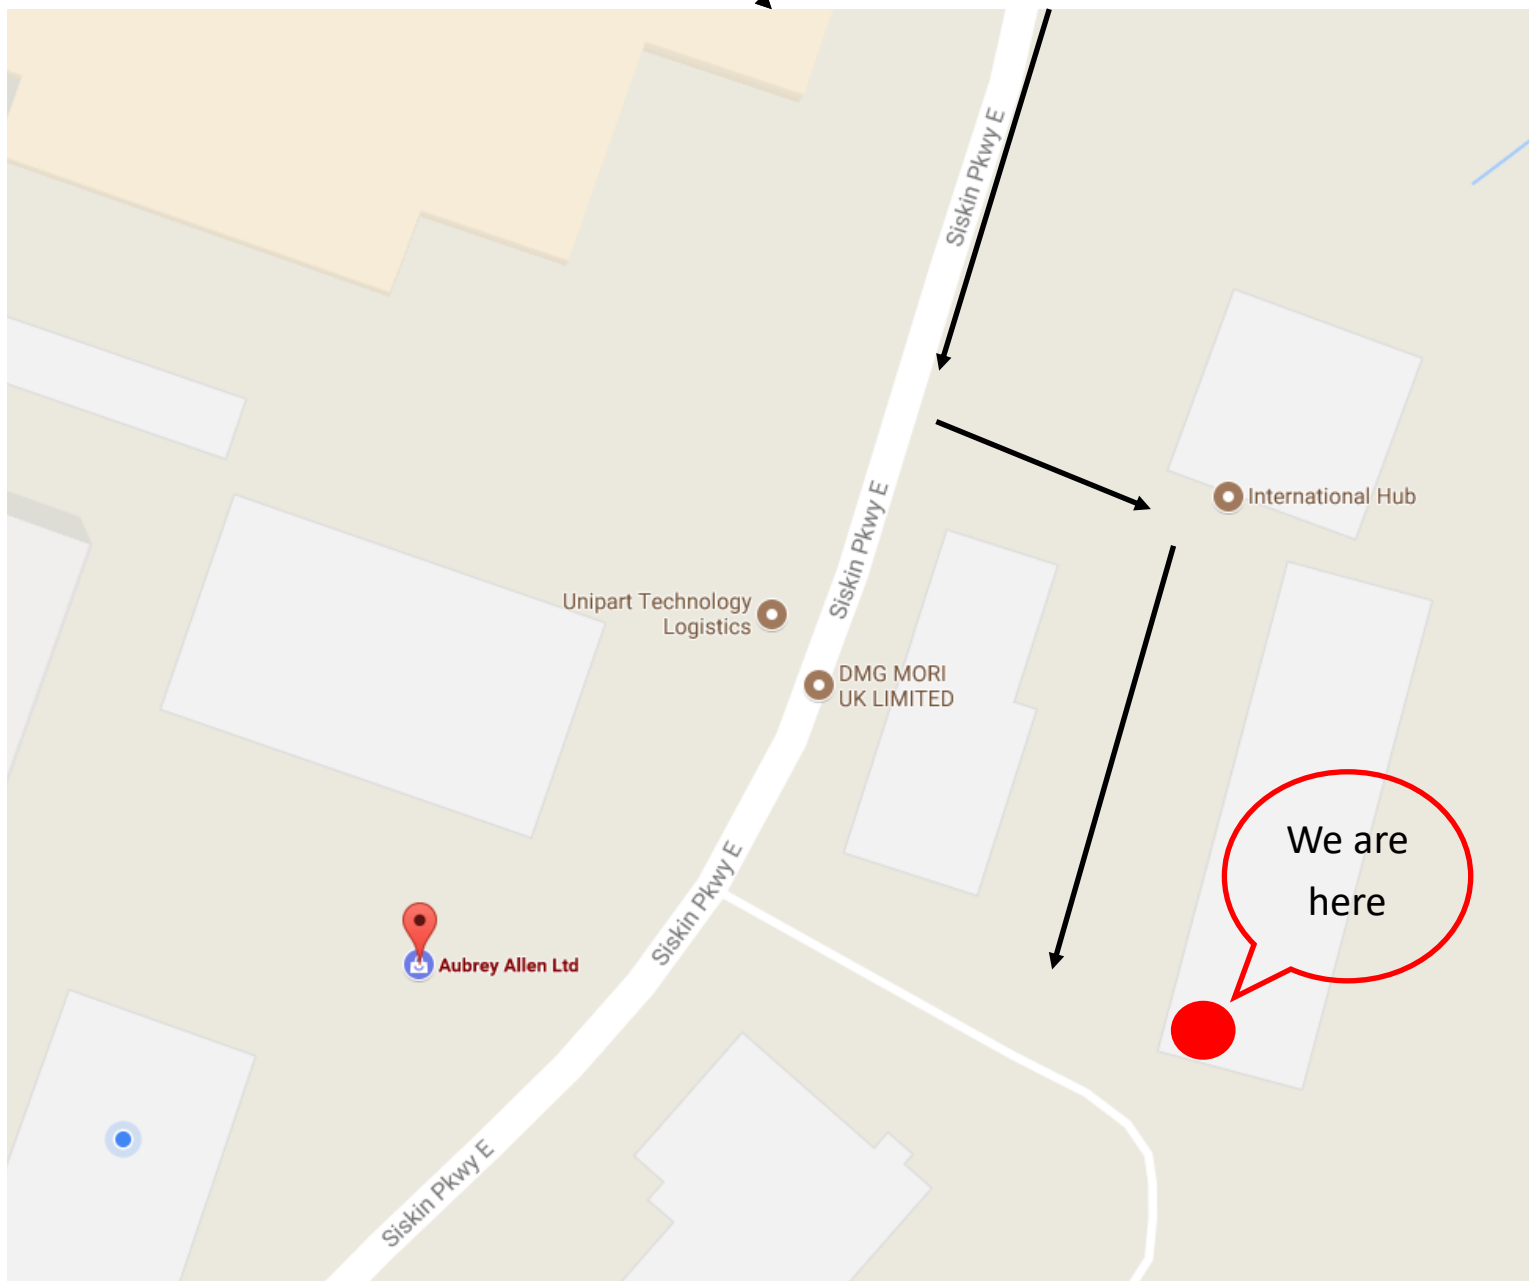 Siskin Pkwy E
International Hub
Siskin Pkwy E
Unipart Technology
Logistics
DMG MORI
UK LIMITED
We are
here
Siskin Pkwy E
Aubrey Allen Ltd
Siskin Pkwy E